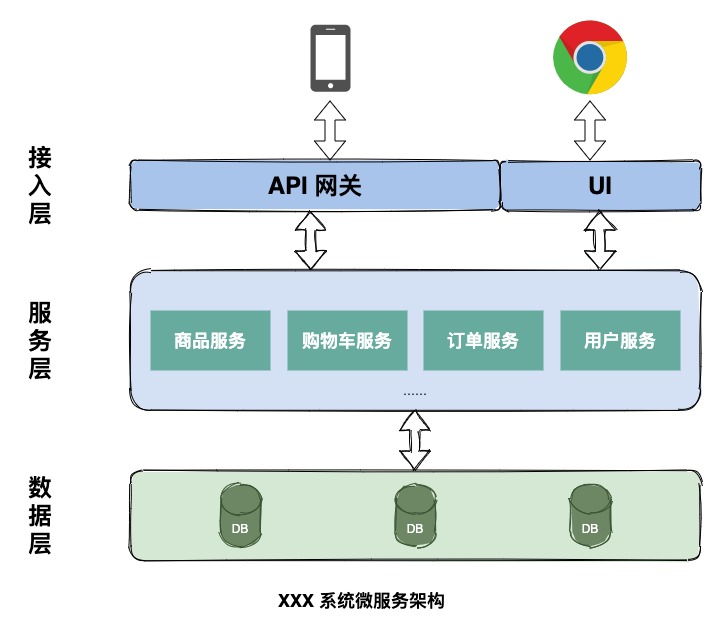 接入层
API 网关
UI
服务层
商品服务
购物车服务
订单服务
用户服务
......
数据层
DB
DB
DB
XXX 系统微服务架构